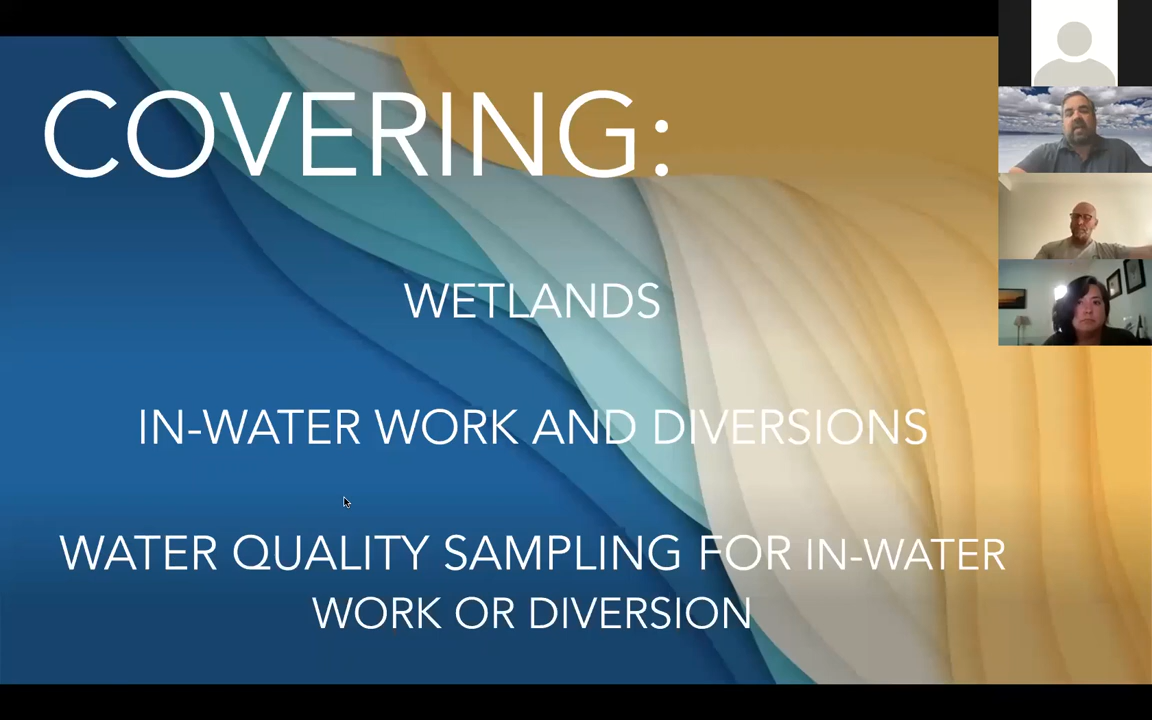 COVERING:
WETLANDS
IN-WATER WORK AND DIVERSIONS
WATER QUALITY SAMPLING FOR IN-WATER
WORK OR DIVERSION